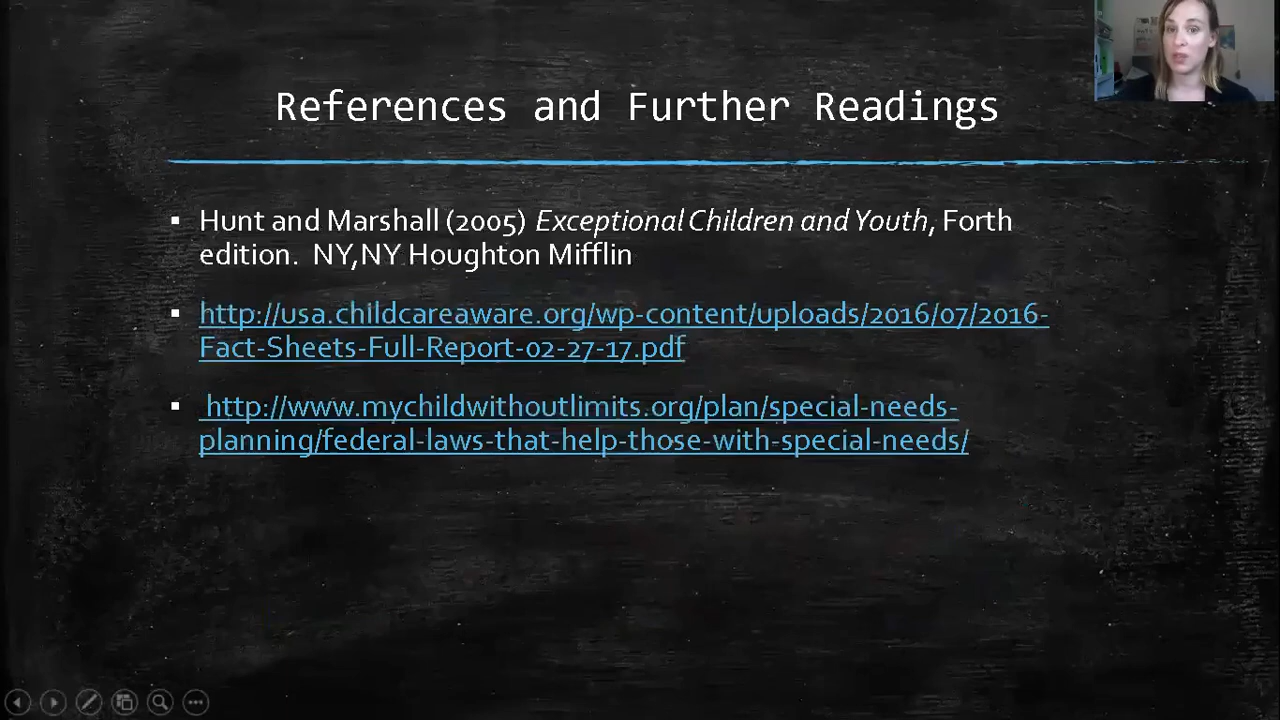 References and Further Readings
Hunt and Marshall (2005) Exceptional Children and Youth, Forth
edition.  NY,NY Houghton Mifflin
http://usa.childcareaware.org/wp-content/uploads/2016/07/2016-
Fact-Sheets-Full-Report-02-27-17.pdf
http://www.mychildwithoutlimits.org/plan/special-needs-
planning/federal-laws-that-help-those-with-special-needs/